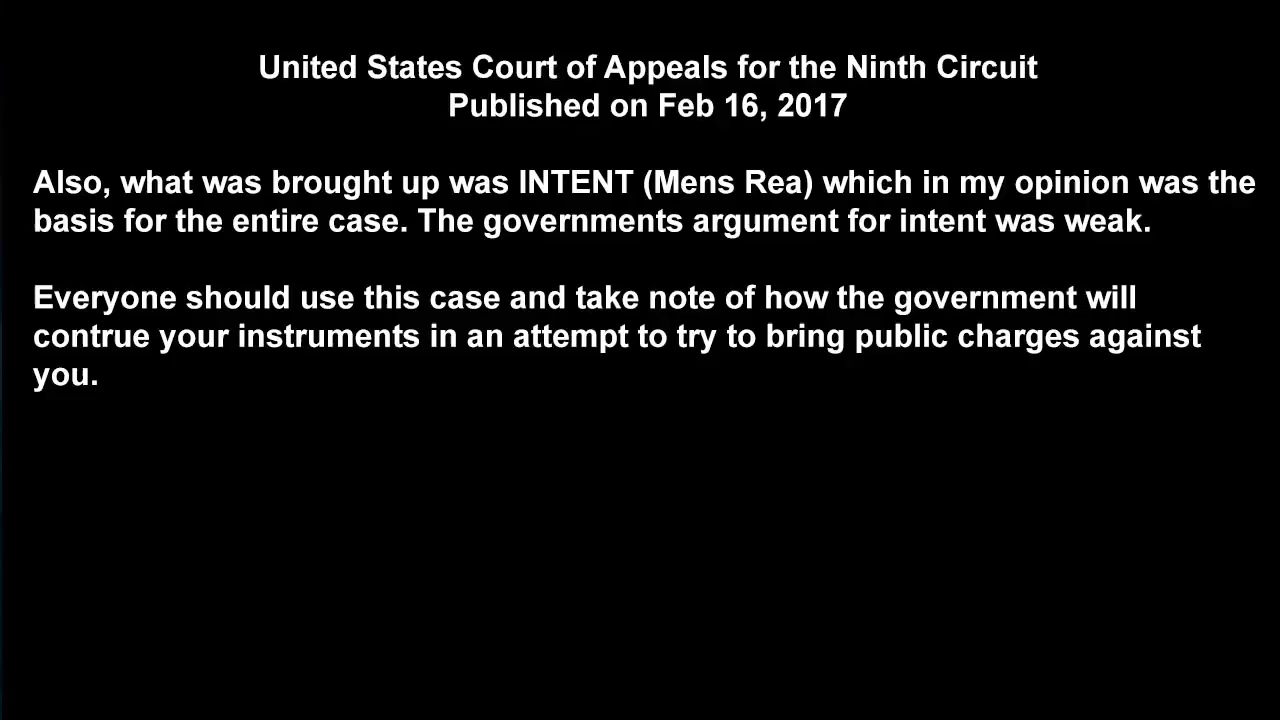 United States Court of Appeals for the Ninth Circuit
Published on Feb 16, 2017
Also, what was brought up was INTENT (Mens Rea) which in my opinion was the
basis for the entire case. The governments argument for intent was weak.
Everyone should use this case and take note of how the government will
contrue your instruments in an attempt to try to bring public charges against
you.